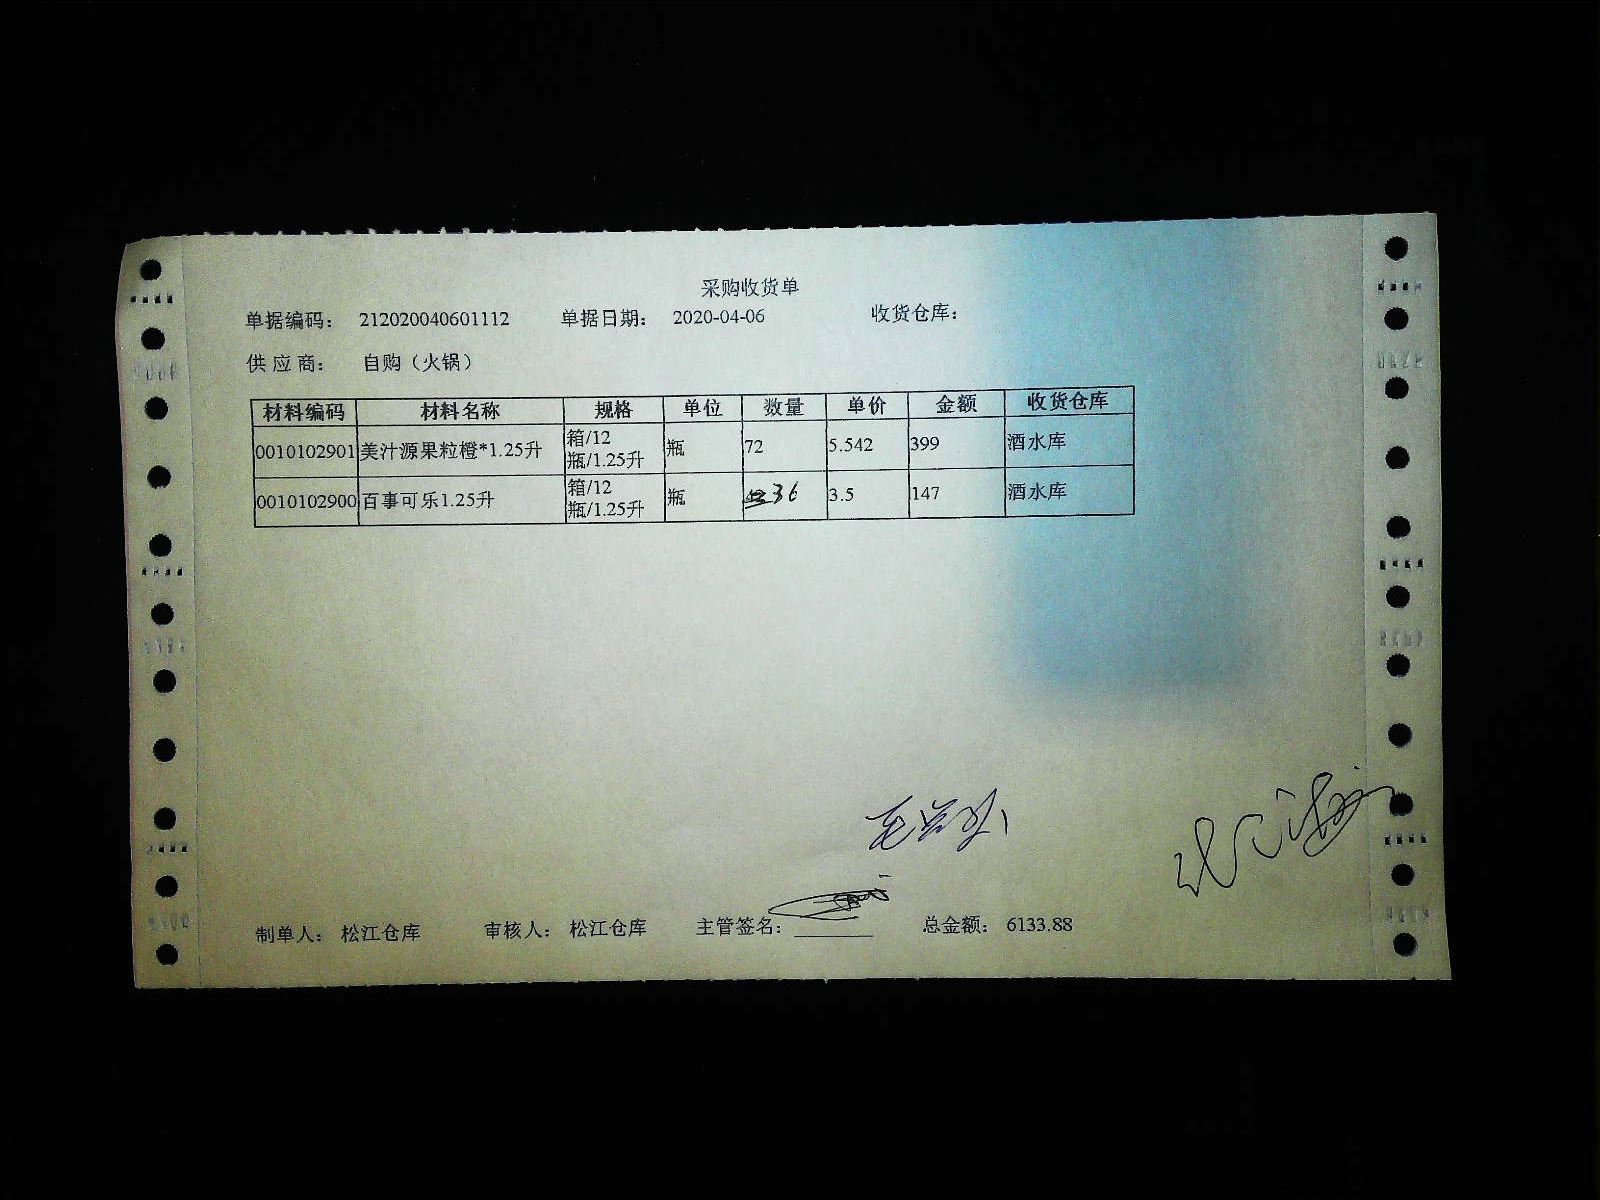 采购收货单
单据编码： 212020040601112 单据日期： 2020-04-06 收货仓库：
供应商： 自购（火锅）
材料编码 材料名称 规格 单位 数量 单价 金额 收货仓库
0010102901 美汁源果粒橙*1.25升 箱/12瓶/1.25升 瓶 72 5.542 399 酒水库
0010102900 百事可乐1.25升 箱/12瓶/1.25升 瓶 36 3.5 147 酒水库
制单人： 松江仓库 审核人： 松江仓库 主管签名： 总金额： 6133.88